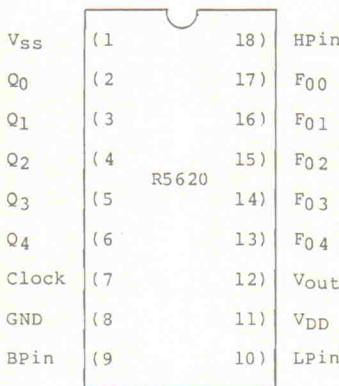 VSS (1 18) HPin
Q0 (2 17) F00
Q1 (3 16) F01
Q2 (4 15) F02
R5620
Q3 (5 14) F03
Q4 (6 13) F04
Clock (7 12) Vout
GND (8 11) VDD
BPin (9 10) LPin